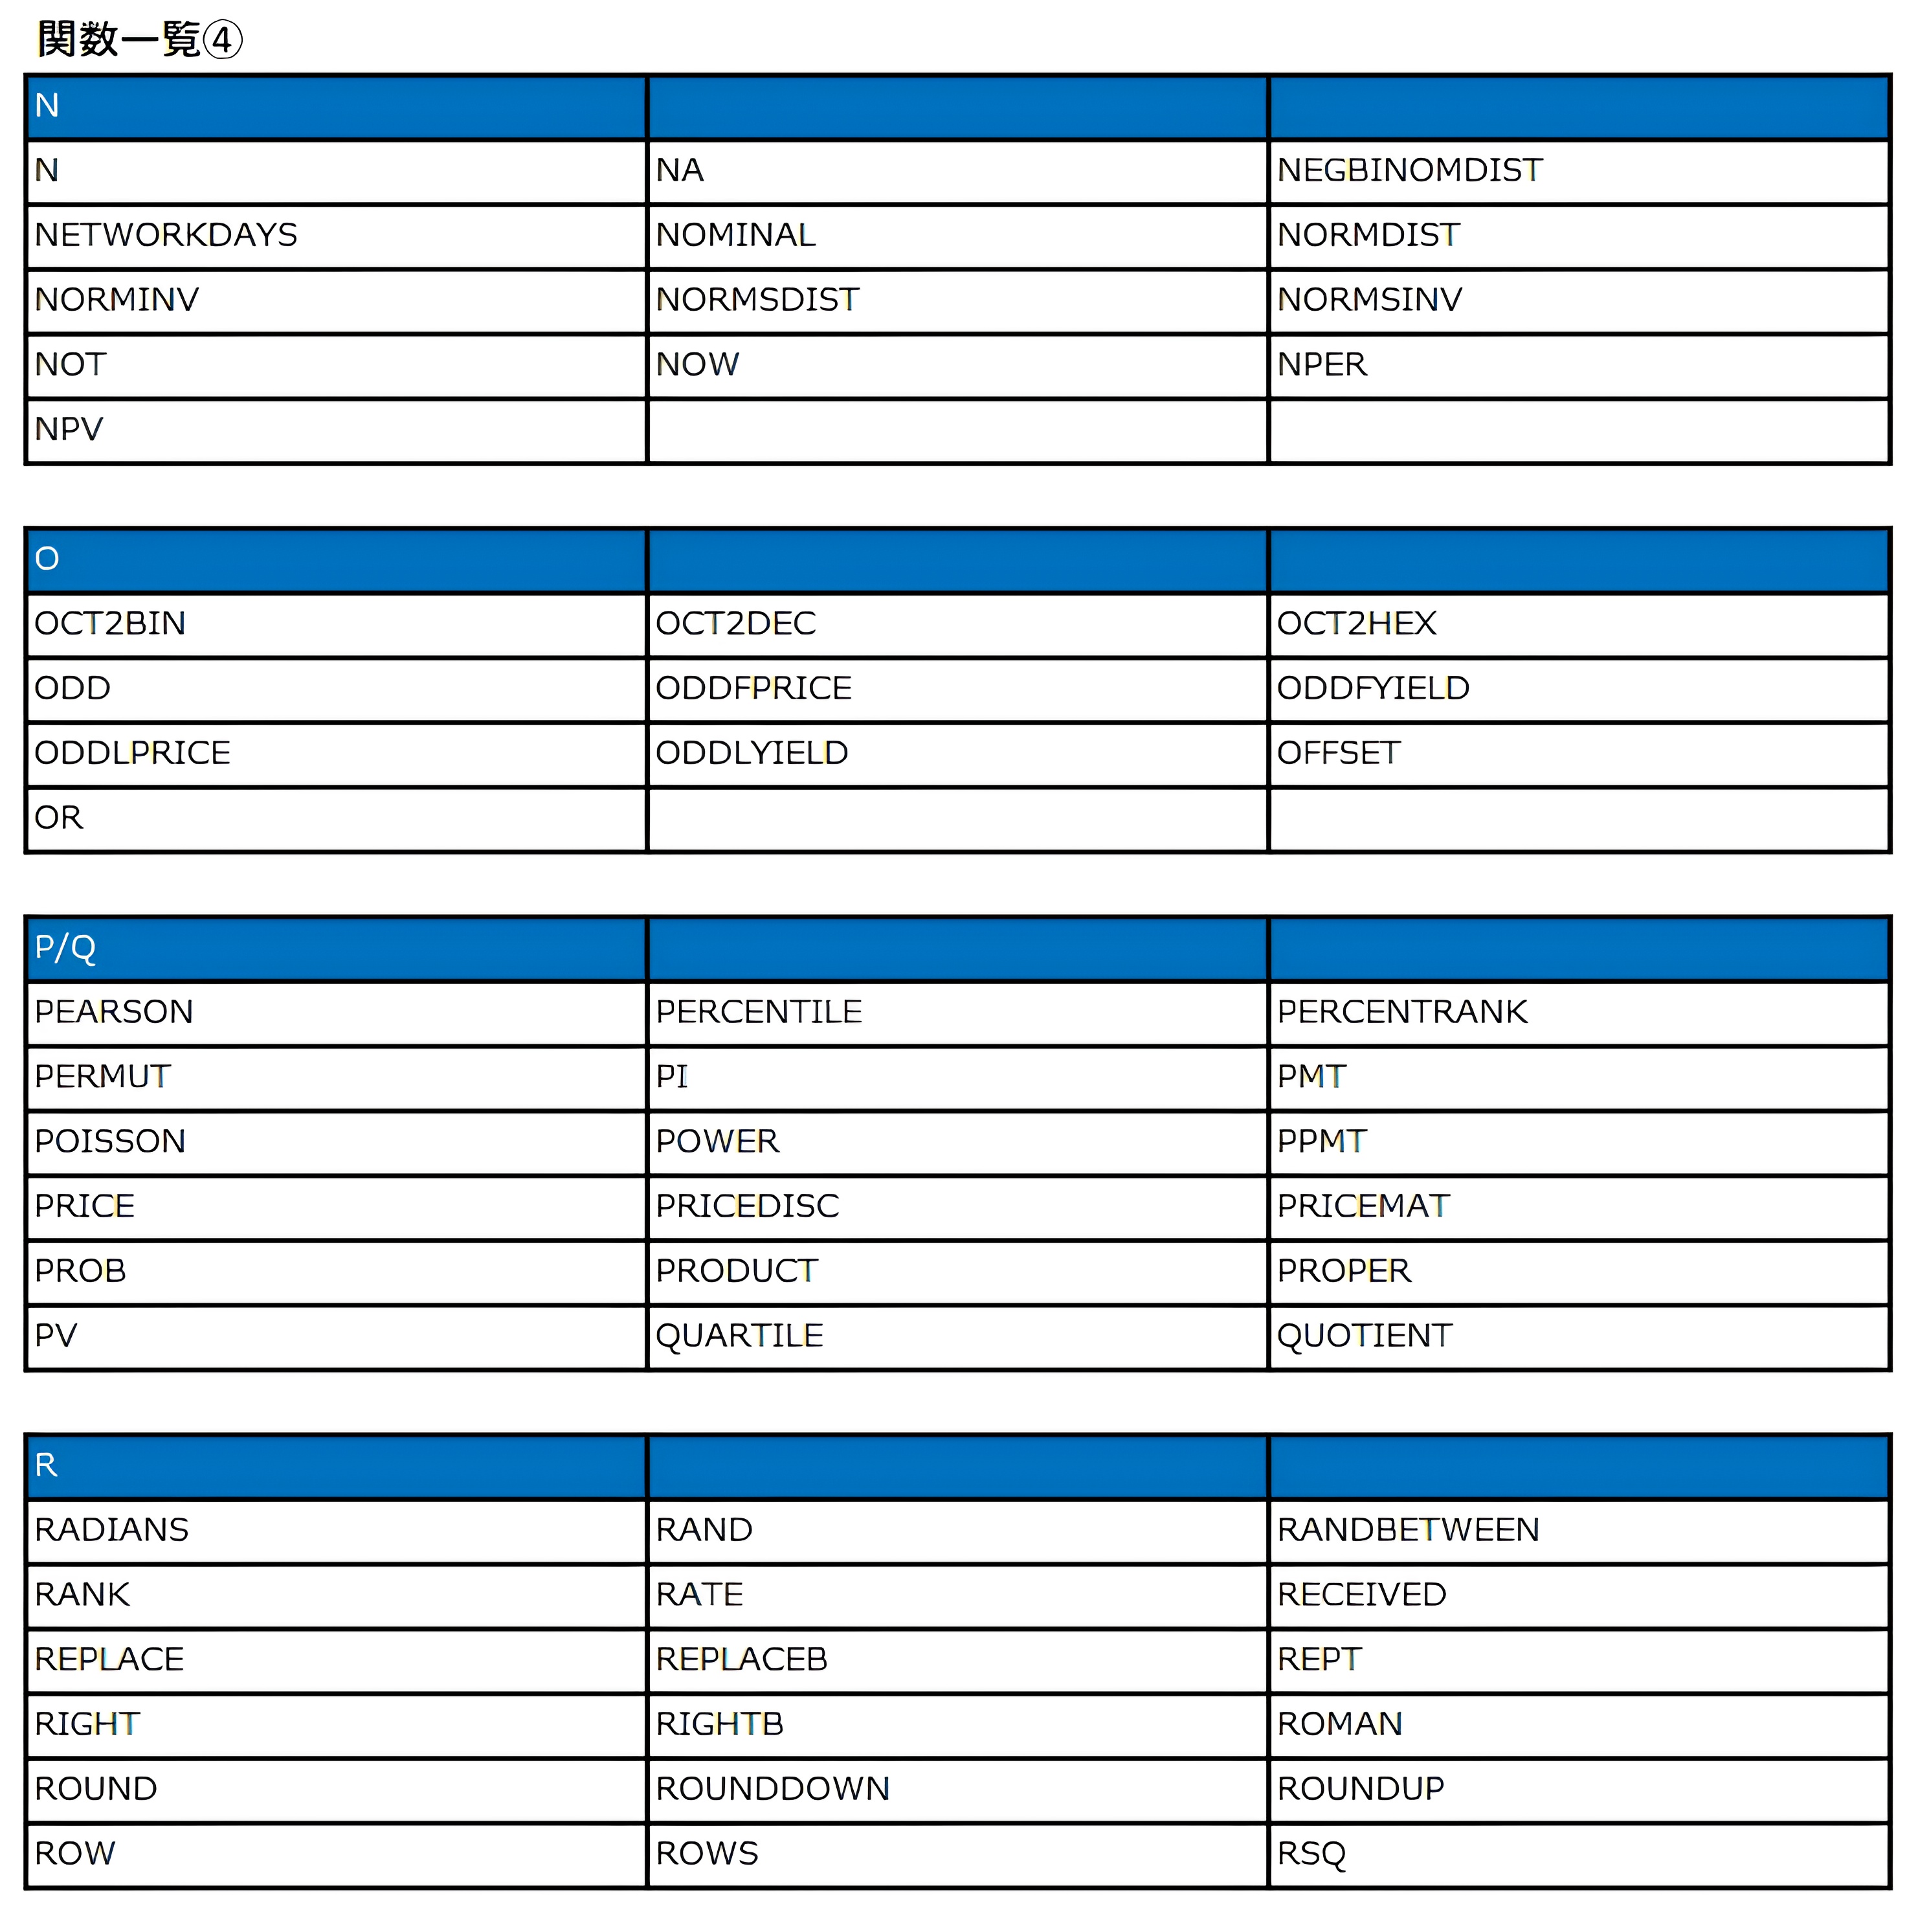 関数一覧④
N
N NA NEGBINOMDIST
NETWORKDAYS NOMINAL NORMDIST
NORMINV NORMSDIST NORMSINV
NOT NOW NPER
NPV
O
OCT2BIN OCT2DEC OCT2HEX
ODD ODDFPRICE ODDFYIELD
ODDLPRICE ODDLYIELD OFFSET
OR
P/Q
PEARSON PERCENTILE PERCENTRANK
PERMUT PI PMT
POISSON POWER PPMT
PRICE PRICEDISC PRICEMAT
PROB PRODUCT PROPER
PV QUARTILE QUOTIENT
R
RADIANS RAND RANDBETWEEN
RANK RATE RECEIVED
REPLACE REPLACEB REPT
RIGHT RIGHTB ROMAN
ROUND ROUNDDOWN ROUNDUP
ROW ROWS RSQ